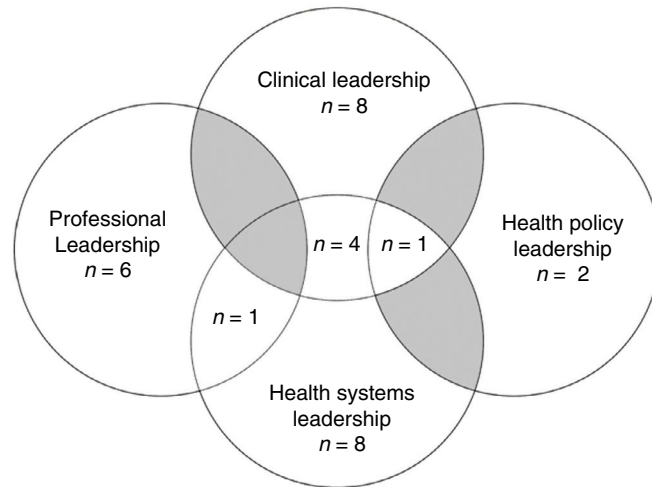 Clinical leadership
n = 8
Professional
Leadership
n = 6
n = 4
n = 1
Health policy
leadership
n = 2
n = 1
Health systems
leadership
n = 8